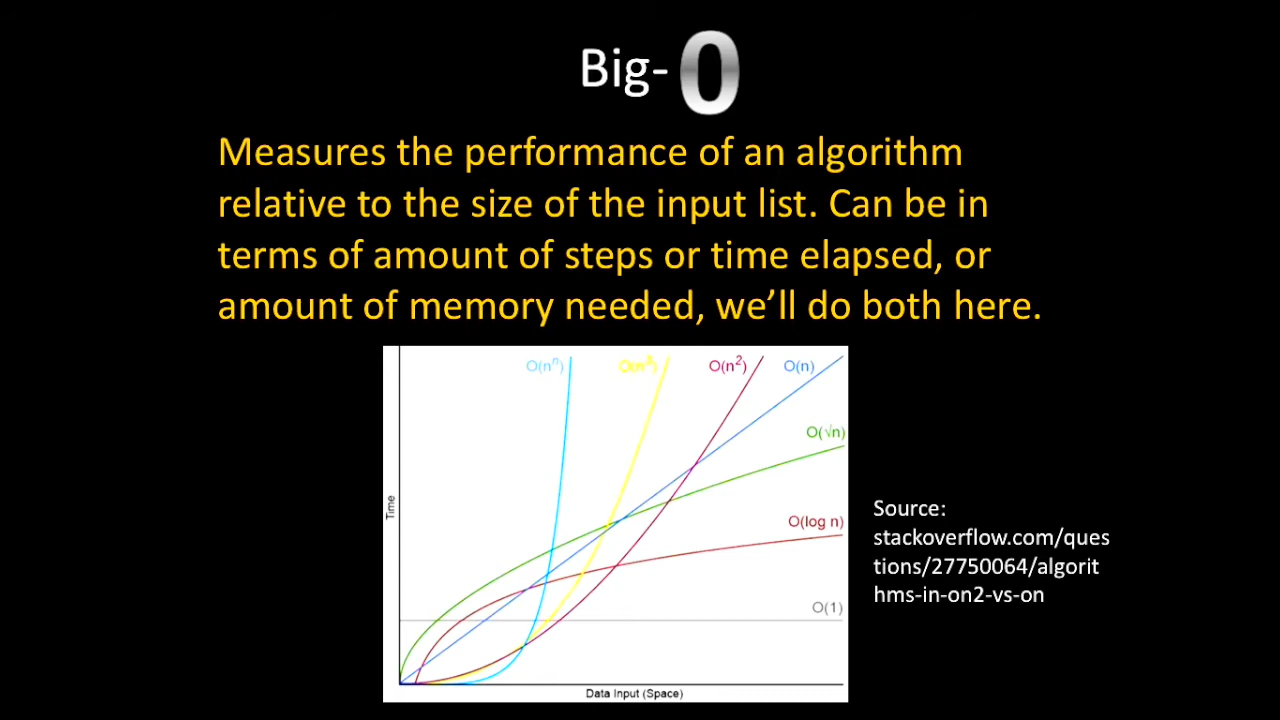 Big-O
Measures the performance of an algorithm
relative to the size of the input list. Can be in
terms of amount of steps or time elapsed, or
amount of memory needed, we’ll do both here.
O(nⁿ)
O(n³)
O(n²)
O(n)
O(√n)
O(log n)
O(1)
Time
Data Input (Space)
Source:
stackoverflow.com/ques
tions/27750064/algorit
hms-in-on2-vs-on